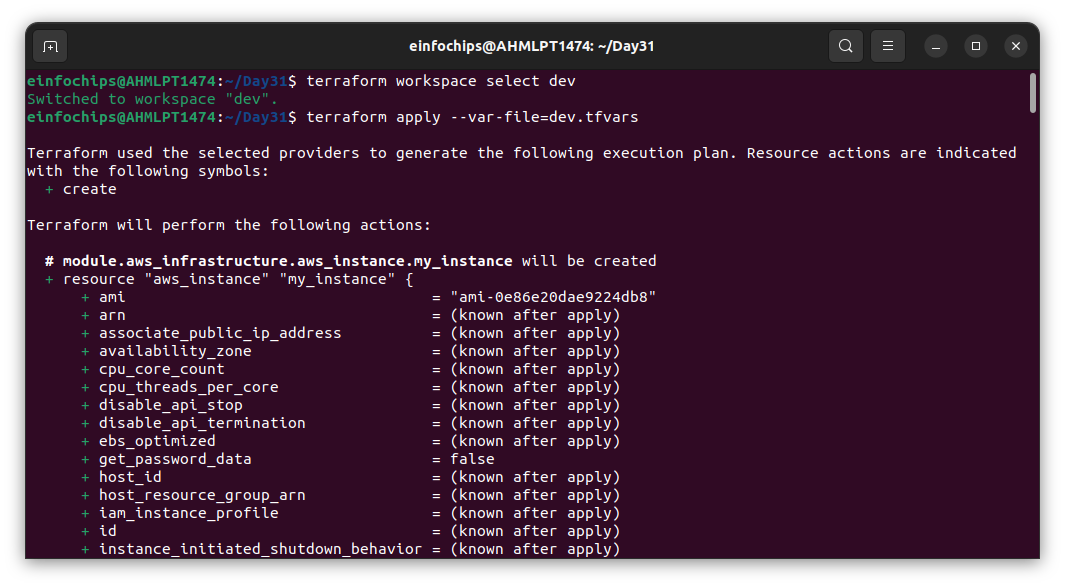 einfochips@AHMLPT1474: ~/Day31
einfochips@AHMLPT1474:~/Day31$ terraform workspace select dev
Switched to workspace "dev".
einfochips@AHMLPT1474:~/Day31$ terraform apply --var-file=dev.tfvars
Terraform used the selected providers to generate the following execution plan. Resource actions are indicated
with the following symbols:
  + create
Terraform will perform the following actions:
  # module.aws_infrastructure.aws_instance.my_instance will be created
  + resource "aws_instance" "my_instance" {
      + ami                                  = "ami-0e86e20dae9224db8"
      + arn                                  = (known after apply)
      + associate_public_ip_address          = (known after apply)
      + availability_zone                    = (known after apply)
      + cpu_core_count                       = (known after apply)
      + cpu_threads_per_core                 = (known after apply)
      + disable_api_stop                     = (known after apply)
      + disable_api_termination              = (known after apply)
      + ebs_optimized                        = (known after apply)
      + get_password_data                    = false
      + host_id                              = (known after apply)
      + host_resource_group_arn              = (known after apply)
      + iam_instance_profile                 = (known after apply)
      + id                                   = (known after apply)
      + instance_initiated_shutdown_behavior = (known after apply)